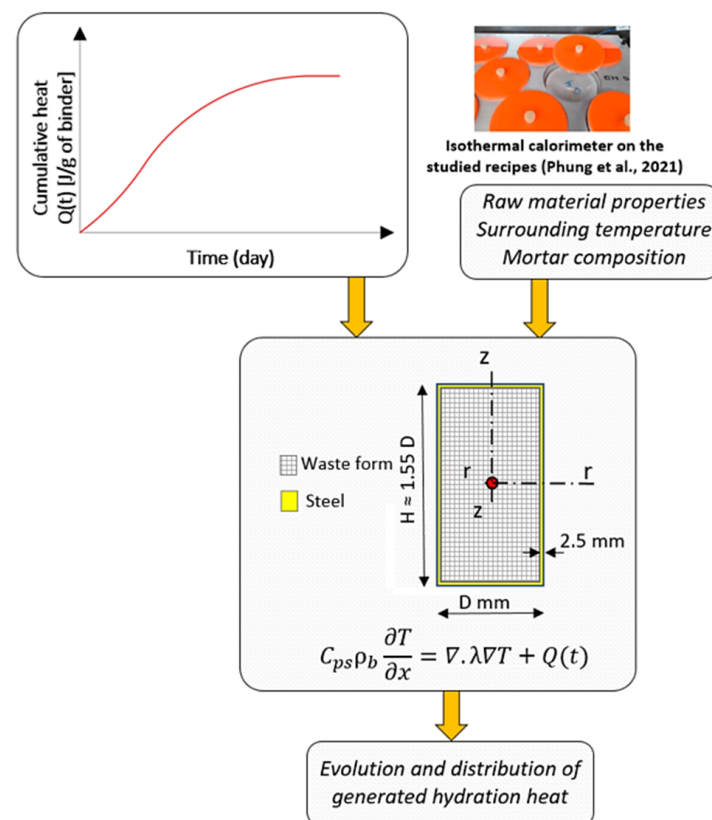 Cumulative heat
Q(t) [J/g of binder]
Time (day)
Isothermal calorimeter on the
studied recipes (Phung et al., 2021)
Raw material properties
Surrounding temperature
Mortar composition
z
Waste form
Steel
H ≈ 1.55 D
r
r
z
2.5 mm
D mm
C_{ps}ρ_b ∂T/∂x = ∇.λ∇T + Q(t)
Evolution and distribution of
generated hydration heat